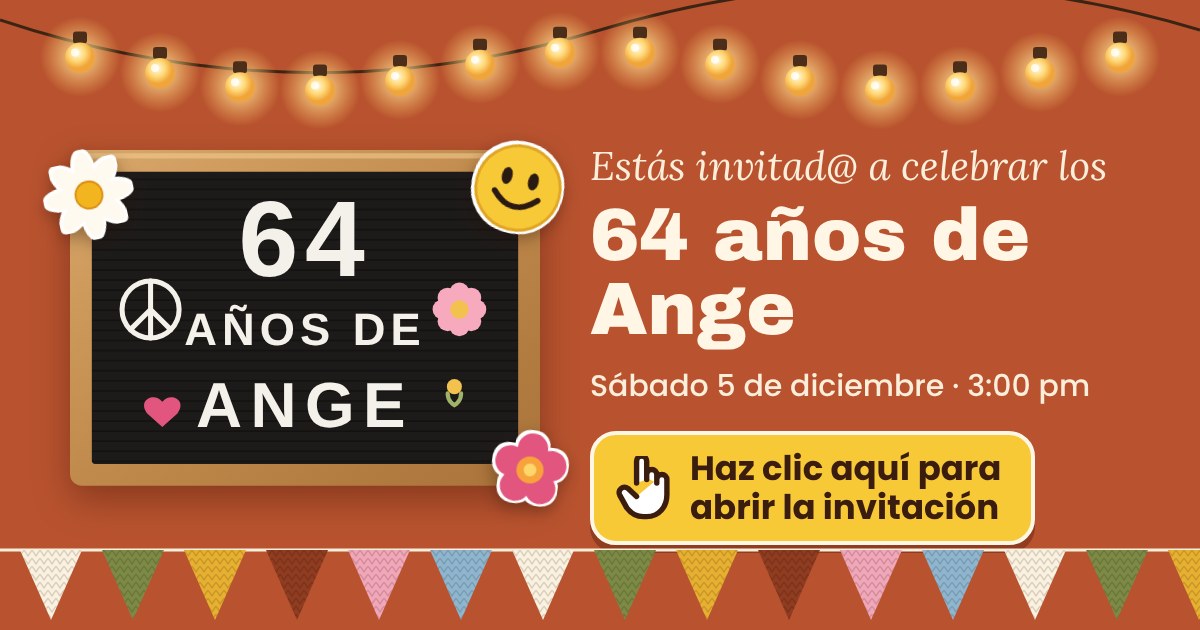 64
AÑOS DE
ANGE
Estás invitad@ a celebrar los
64 años de
Ange
Sábado 5 de diciembre · 3:00 pm
Haz clic aquí para
abrir la invitación